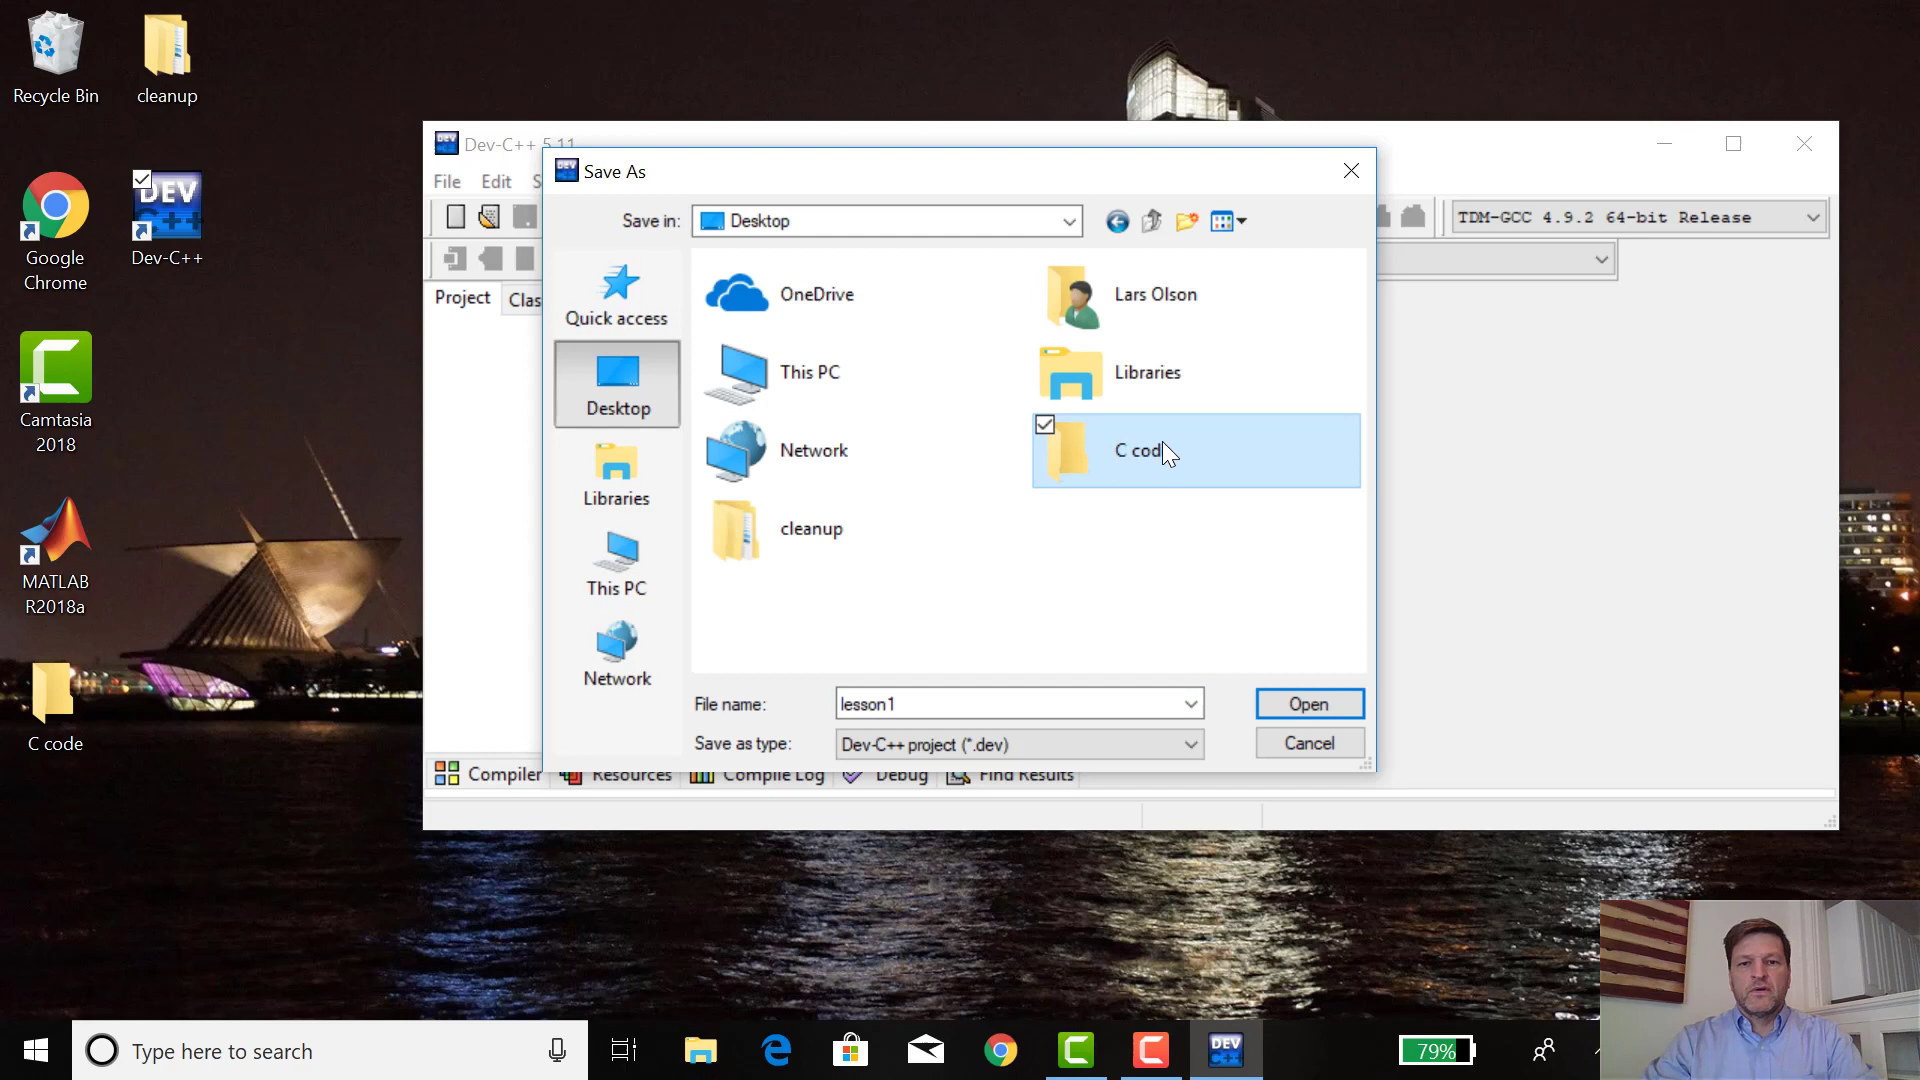 Recycle Bin
cleanup
Google
Chrome
DEV
C++
Dev-C++
Camtasia
2018
MATLAB
R2018a
C code
Dev-C++ 5.11
File Edit S
TDM-GCC 4.9.2 64-bit Release
Project Clas
Save As
Save in: Desktop
Quick access
Desktop
Libraries
This PC
Network
OneDrive
Lars Olson
This PC
Libraries
Network
C cod
cleanup
File name: lesson1 Open
Save as type: Dev-C++ project (*.dev) Cancel
Compiler Resources Compile Log Debug Find Results
Type here to search
DEV
C++
79%